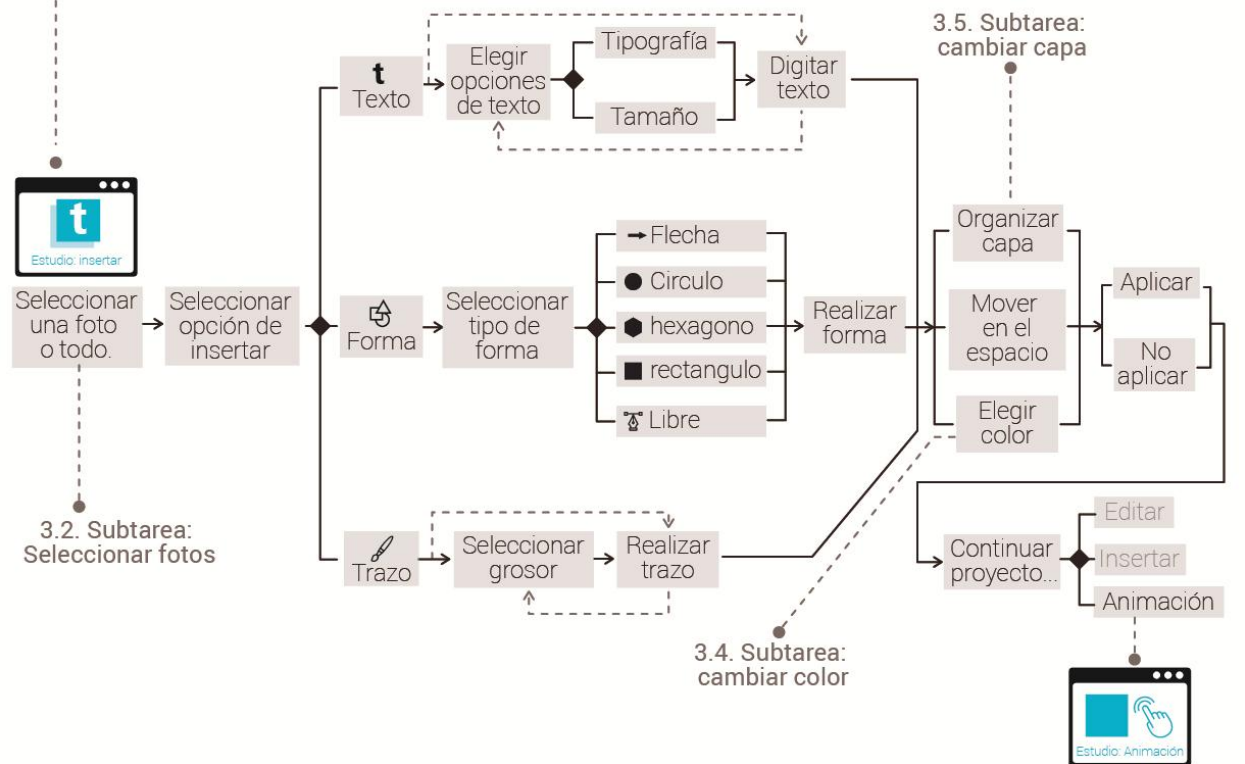 t
Estudio: insertar
Seleccionar
una foto
o todo.
3.2. Subtarea:
Seleccionar fotos
Seleccionar
opción de
insertar
t
Texto
Elegir
opciones
de texto
Tipografía
Tamaño
Digitar
texto
Forma
Seleccionar
tipo de
forma
Flecha
Circulo
hexagono
rectangulo
Libre
Realizar
forma
Trazo
Seleccionar
grosor
Realizar
trazo
3.5. Subtarea:
cambiar capa
Organizar
capa
Mover
en el
espacio
Elegir
color
3.4. Subtarea:
cambiar color
Aplicar
No
aplicar
Continuar
proyecto...
Editar
Insertar
Animación
Estudio: Animación